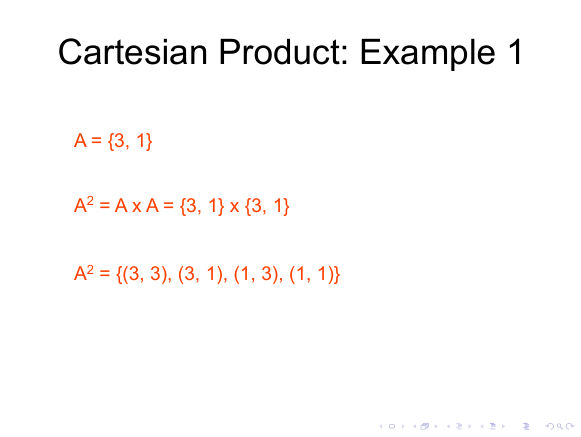 Cartesian Product: Example 1
A = {3, 1}
A² = A x A = {3, 1} x {3, 1}
A² = {(3, 3), (3, 1), (1, 3), (1, 1)}